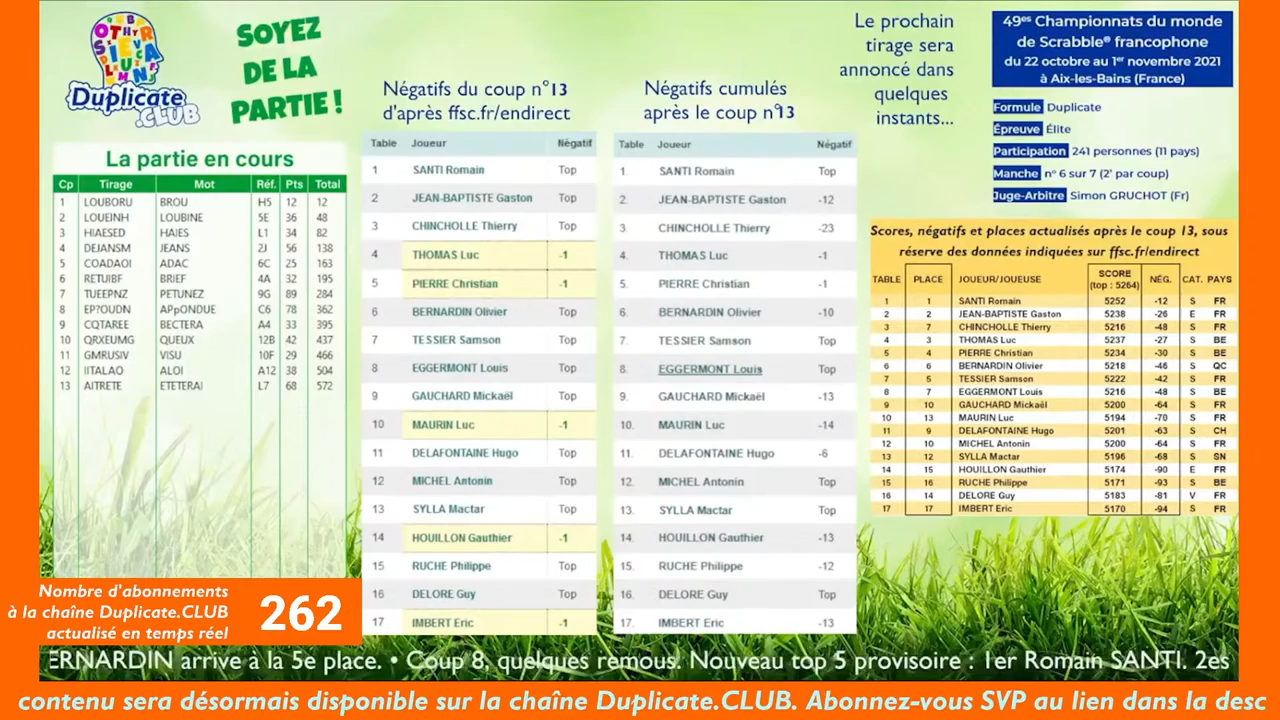 OTHYR
SIEVCA
Duplicate
.CLUB
SOYEZ
DE LA
PARTIE !
La partie en cours
Cp Tirage Mot Réf. Pts Total
1 LOUBORU BROU H5 12 12
2 LOUEINH LOUBINE 5E 36 48
3 HIAESED HAIES L1 34 82
4 DEJANSM JEANS 2J 56 138
5 COADAOI ADAC 6C 25 163
6 RETUIBF BRIEF 4A 32 195
7 TUEEPNZ PETUNEZ 9G 89 284
8 EP?OUDN APpONDUE C6 78 362
9 CQTAREE BECTERA A4 33 395
10 QRXEUMG QUEUX 12B 42 437
11 GMRUSIV VISU 10F 29 466
12 IITALAO ALOI A12 38 504
13 AITRETE ETETERAI L7 68 572
Négatifs du coup n°13
d'après ffsc.fr/endirect
Table Joueur Négatif
1 SANTI Romain Top
2 JEAN-BAPTISTE Gaston Top
3 CHINCHOLLE Thierry Top
4 THOMAS Luc -1
5 PIERRE Christian -1
6 BERNARDIN Olivier Top
7 TESSIER Samson Top
8 EGGERMONT Louis Top
9 GAUCHARD Mickaël Top
10 MAURIN Luc -1
11 DELAFONTAINE Hugo Top
12 MICHEL Antonin Top
13 SYLLA Mactar Top
14 HOUILLON Gauthier -1
15 RUCHE Philippe Top
16 DELORE Guy Top
17 IMBERT Eric -1
Négatifs cumulés
après le coup n°13
Table Joueur Négatif
1. SANTI Romain Top
2. JEAN-BAPTISTE Gaston -12
3. CHINCHOLLE Thierry -23
4. THOMAS Luc -1
5. PIERRE Christian -1
6. BERNARDIN Olivier -10
7. TESSIER Samson Top
8. EGGERMONT Louis Top
9. GAUCHARD Mickaël -13
10. MAURIN Luc -14
11. DELAFONTAINE Hugo -6
12. MICHEL Antonin Top
13. SYLLA Mactar Top
14. HOUILLON Gauthier -13
15. RUCHE Philippe -12
16. DELORE Guy Top
17. IMBERT Eric -13
Le prochain
tirage sera
annoncé dans
quelques
instants...
49es Championnats du monde
de Scrabble® francophone
du 22 octobre au 1er novembre 2021
à Aix-les-Bains (France)
Formule Duplicate
Épreuve Élite
Participation 241 personnes (11 pays)
Manche n° 6 sur 7 (2' par coup)
Juge-Arbitre Simon GRUCHOT (Fr)
Scores, négatifs et places actualisés après le coup 13, sous
réserve des données indiquées sur ffsc.fr/endirect
TABLE PLACE JOUEUR/JOUEUSE SCORE (top : 5264) NÉG. CAT. PAYS
1 1 SANTI Romain 5252 -12 S FR
2 2 JEAN-BAPTISTE Gaston 5238 -26 E FR
3 7 CHINCHOLLE Thierry 5216 -48 S FR
4 3 THOMAS Luc 5237 -27 S BE
5 4 PIERRE Christian 5234 -30 S BE
6 6 BERNARDIN Olivier 5218 -46 S QC
7 5 TESSIER Samson 5222 -42 S FR
8 7 EGGERMONT Louis 5216 -48 S BE
9 10 GAUCHARD Mickaël 5200 -64 S FR
10 13 MAURIN Luc 5194 -70 S FR
11 9 DELAFONTAINE Hugo 5201 -63 S CH
12 10 MICHEL Antonin 5200 -64 S FR
13 12 SYLLA Mactar 5196 -68 S SN
14 15 HOUILLON Gauthier 5174 -90 E FR
15 16 RUCHE Philippe 5171 -93 S BE
16 14 DELORE Guy 5183 -81 V FR
17 17 IMBERT Eric 5170 -94 S FR
Nombre d'abonnements
à la chaîne Duplicate.CLUB
actualisé en temps réel
262
ERNARDIN arrive à la 5e place. • Coup 8, quelques remous. Nouveau top 5 provisoire : 1er Romain SANTI. 2es
contenu sera désormais disponible sur la chaîne Duplicate.CLUB. Abonnez-vous SVP au lien dans la desc